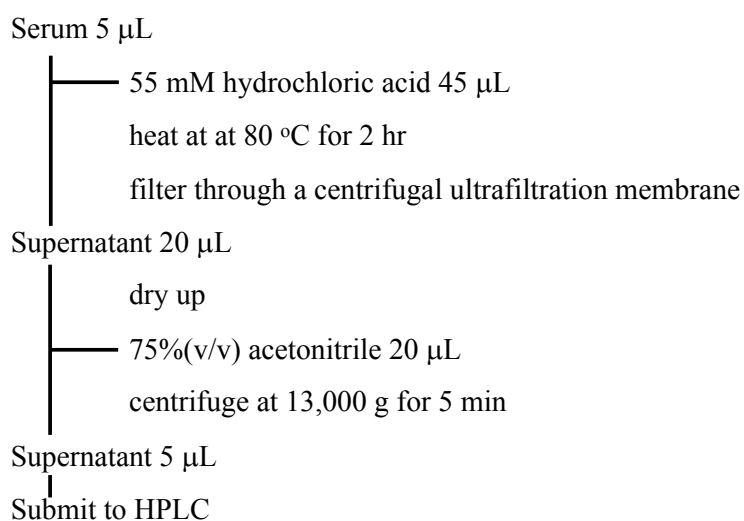 Serum 5 μL
55 mM hydrochloric acid 45 μL
heat at at 80 ºC for 2 hr
filter through a centrifugal ultrafiltration membrane
Supernatant 20 μL
dry up
75%(v/v) acetonitrile 20 μL
centrifuge at 13,000 g for 5 min
Supernatant 5 μL
Submit to HPLC